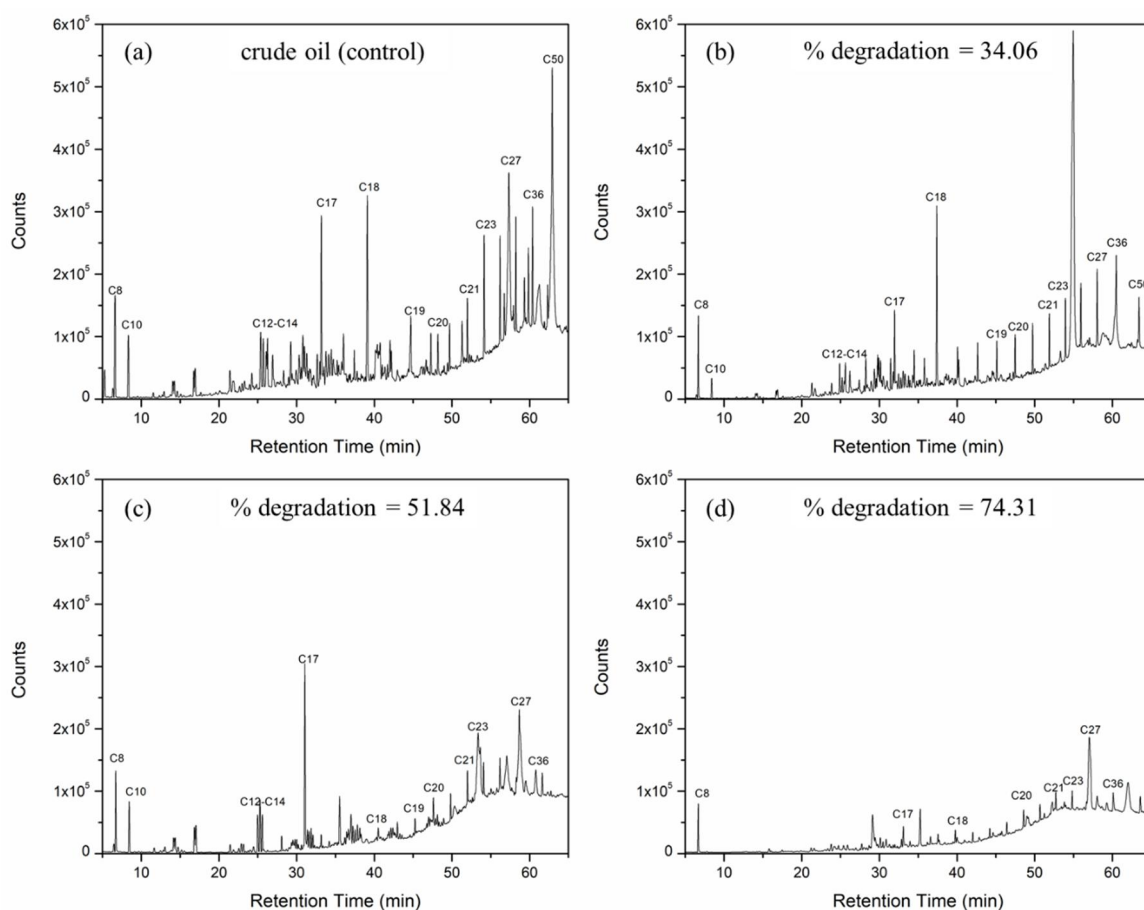 (a) crude oil (control)
6x10⁵
5x10⁵
4x10⁵
3x10⁵
2x10⁵
1x10⁵
0
Counts
C8
C10
C12-C14
C17
C18
C19
C20
C21
C23
C27
C36
C50
10 20 30 40 50 60
Retention Time (min)
(b) % degradation = 34.06
6x10⁵
5x10⁵
4x10⁵
3x10⁵
2x10⁵
1x10⁵
0
Counts
C8
C10
C12-C14
C17
C18
C19
C20
C21
C23
C27
C36
C50
10 20 30 40 50 60
Retention Time (min)
(c) % degradation = 51.84
6x10⁵
5x10⁵
4x10⁵
3x10⁵
2x10⁵
1x10⁵
0
Counts
C8
C10
C12-C14
C17
C18
C19
C20
C21
C23
C27
C36
10 20 30 40 50 60
Retention Time (min)
(d) % degradation = 74.31
6x10⁵
5x10⁵
4x10⁵
3x10⁵
2x10⁵
1x10⁵
0
Counts
C8
C17
C18
C20
C21
C23
C27
C36
10 20 30 40 50 60
Retention Time (min)